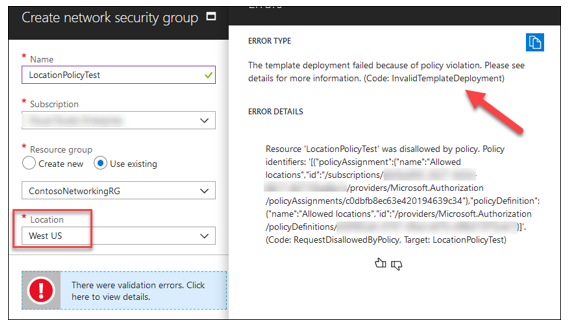 Create network security group
* Name
LocationPolicyTest
* Subscription
* Resource group
Create new Use existing
ContosoNetworkingRG
* Location
West US
There were validation errors. Click
here to view details.
Errors
ERROR TYPE
The template deployment failed because of policy violation. Please see
details for more information. (Code: InvalidTemplateDeployment)
ERROR DETAILS
Resource 'LocationPolicyTest' was disallowed by policy. Policy
identifiers: '[{"policyAssignment":{"name":"Allowed
locations","id":"/subscriptions/
/providers/Microsoft.Authorization
/policyAssignments/c0dbfb8ec63e420194639c34"},"policyDefinition":
{"name":"Allowed locations","id":"/providers/Microsoft.Authorization
/policyDefinitions/ }]'.
(Code: RequestDisallowedByPolicy, Target: LocationPolicyTest)